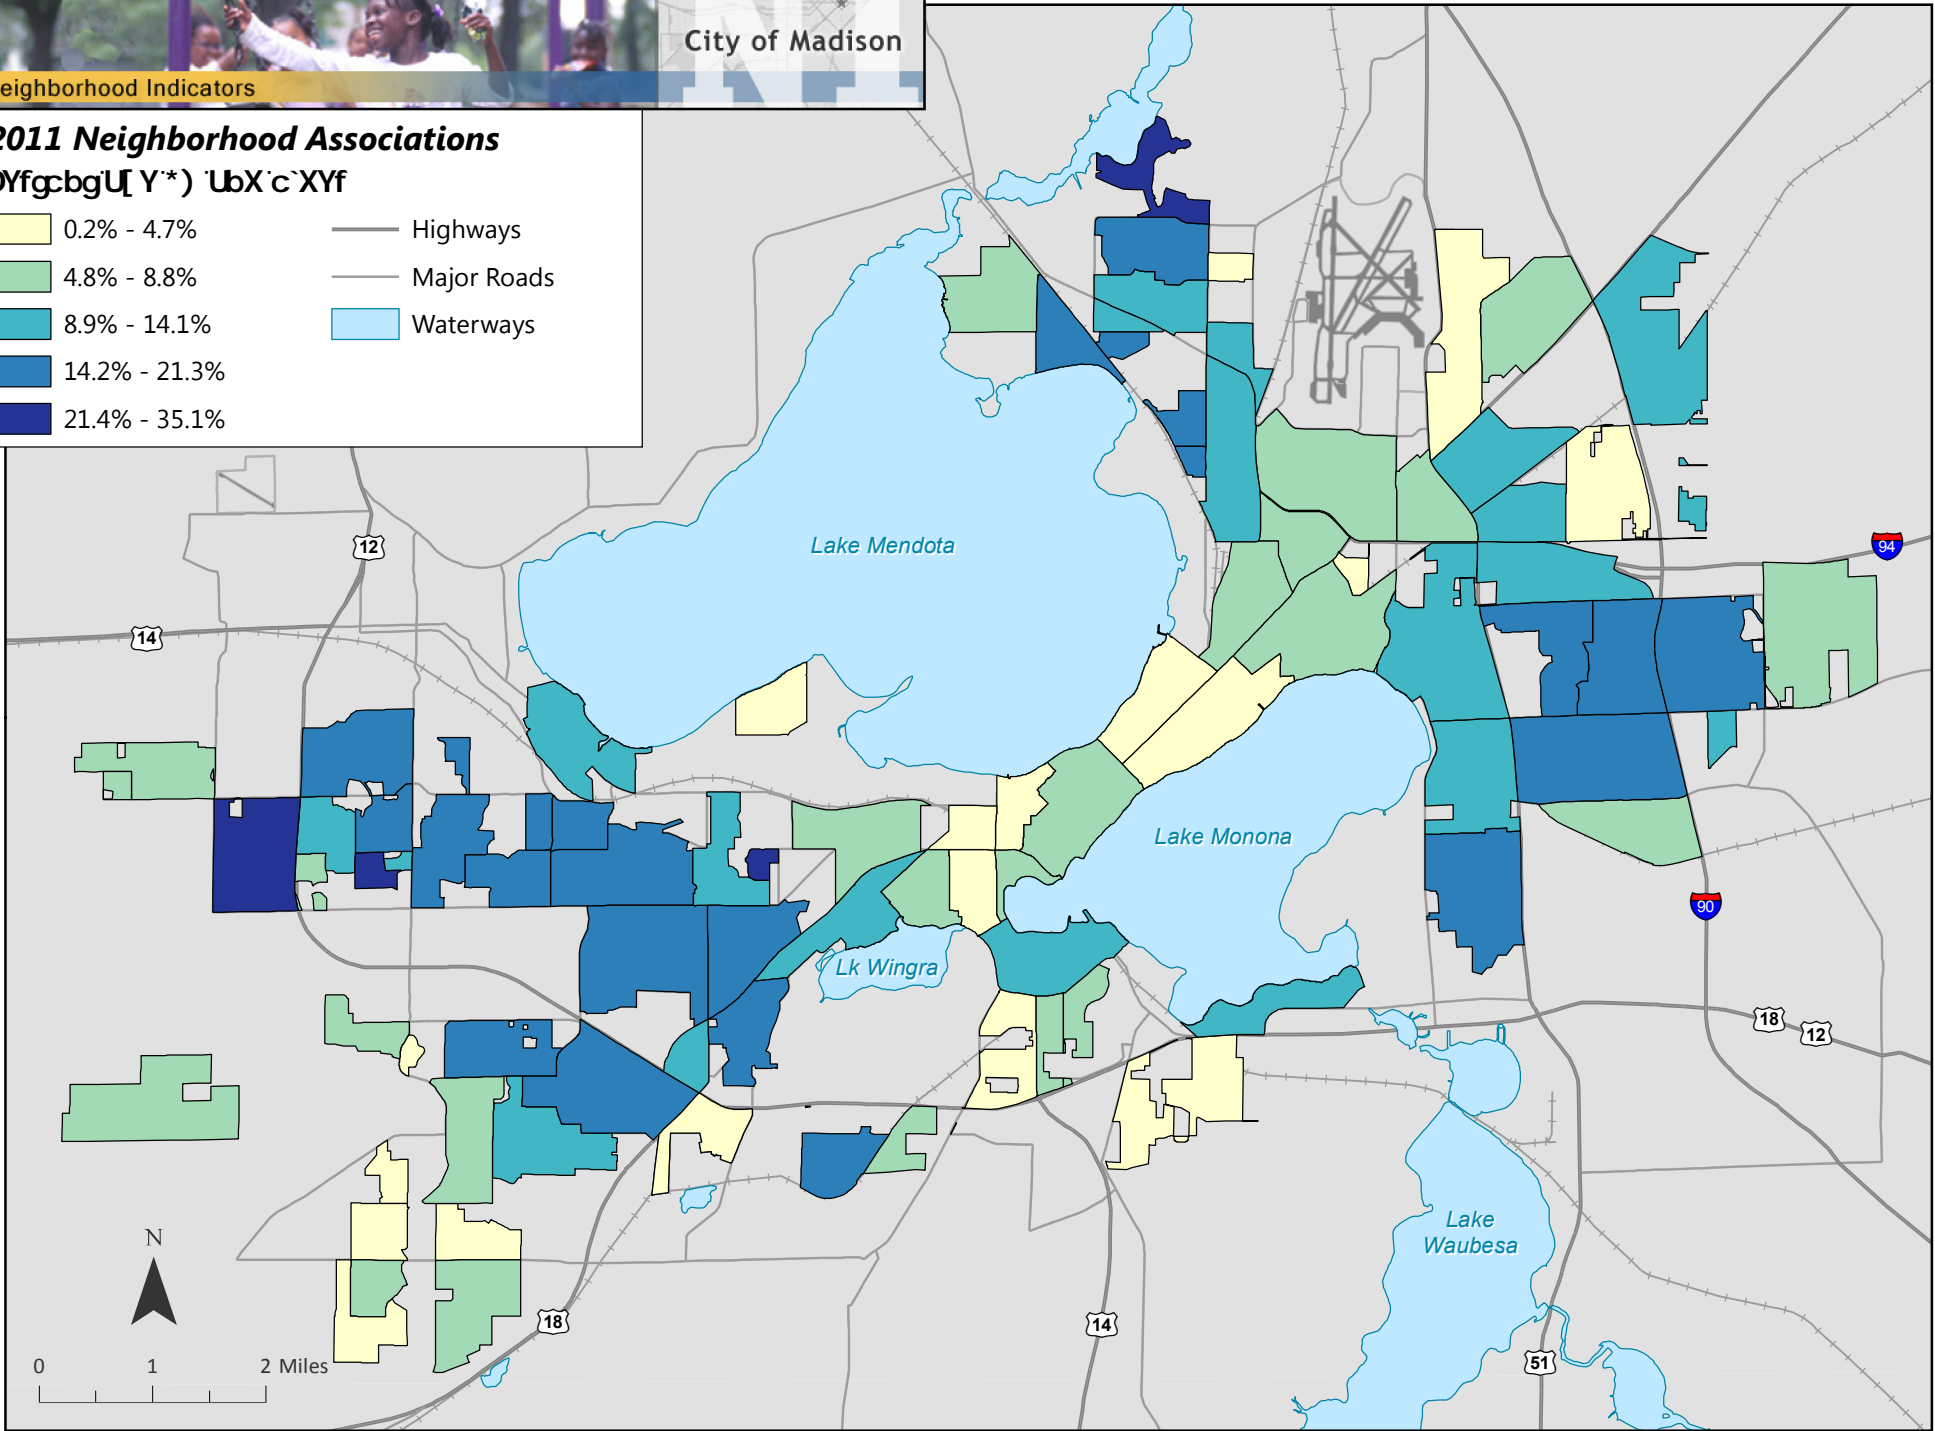 City of Madison
eighborhood Indicators
2011 Neighborhood Associations
0.2% - 4.7%
4.8% - 8.8%
8.9% - 14.1%
14.2% - 21.3%
21.4% - 35.1%
Highways
Major Roads
Waterways
Lake Mendota
12
94
14
Lake Monona
90
Lk Wingra
18
12
Lake
Waubesa
N
18
14
51
0 1 2 Miles